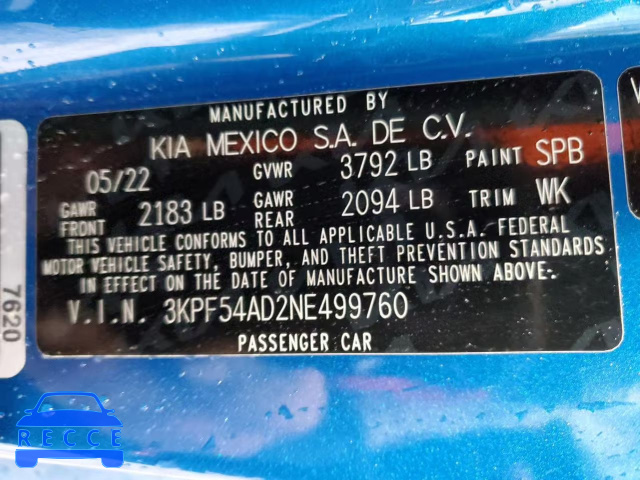 MANUFACTURED BY
KIA MEXICO S.A. DE C.V.
05/22 GVWR 3792 LB PAINT SPB
GAWR FRONT 2183 LB GAWR REAR 2094 LB TRIM WK
THIS VEHICLE CONFORMS TO ALL APPLICABLE U.S.A. FEDERAL
MOTOR VEHICLE SAFETY, BUMPER, AND THEFT PREVENTION STANDARDS
IN EFFECT ON THE DATE OF MANUFACTURE SHOWN ABOVE.
V.I.N. 3KPF54AD2NE499760
PASSENGER CAR
7620
RECCE